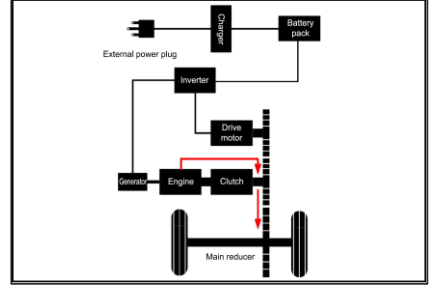 Charger
Battery
pack
External power plug
Inverter
Drive
motor
Generator
Engine
Clutch
Main reducer